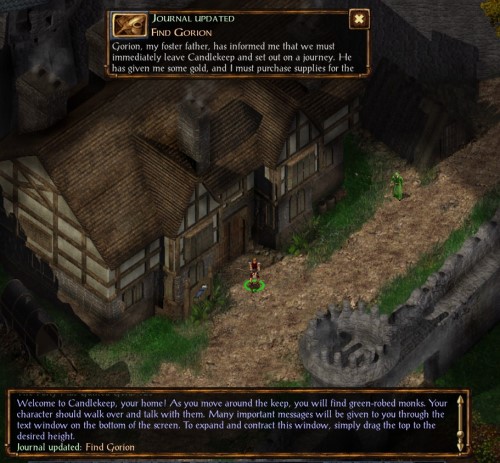 Journal updated
Find Gorion
Gorion, my foster father, has informed me that we must
immediately leave Candlekeep and set out on a journey. He
has given me some gold, and I must purchase supplies for the
Welcome to Candlekeep, your home! As you move around the keep, you will find green-robed monks. Your
character should walk over and talk with them. Many important messages will be given to you through the
text window on the bottom of the screen. To expand and contract this window, simply drag the top to the
desired height.
Journal updated: Find Gorion